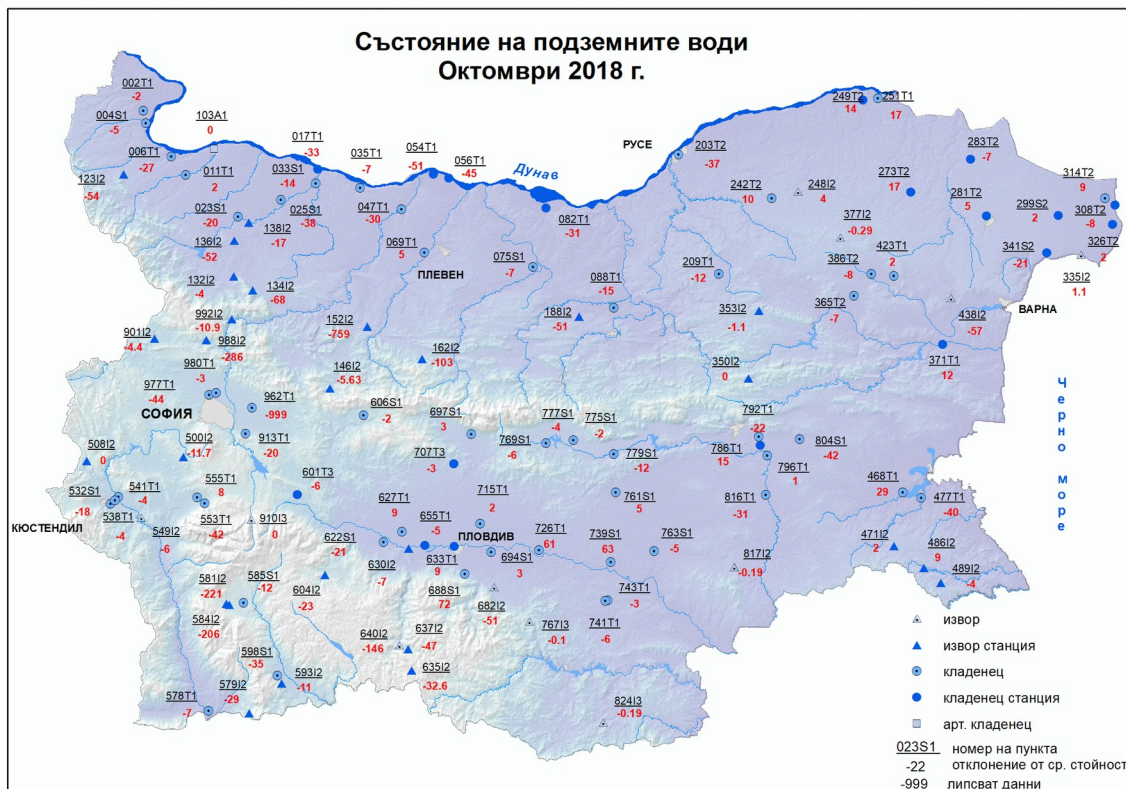 Състояние на подземните води
Октомври 2018 г.
002T1
-2
004S1
-5
103A1
0
006T1
-27
011T1
2
017T1
-33
033S1
-14
035T1
-7
054T1
-51
056T1
-45
Дунав
РУСЕ
203T2
-37
249T2
14
251T1
17
283T2
-7
123I2
-54
023S1
-20
025S1
-38
138I2
-17
047T1
-30
082T1
-31
242T2
10
248I2
4
273T2
17
281T2
5
299S2
2
314T2
9
308T2
-8
136I2
-52
069T1
5
ПЛЕВЕН
075S1
-7
377I2
-0.29
423T1
2
386T2
-8
341S2
-21
326T2
2
335I2
1.1
132I2
-4
134I2
-68
088T1
-15
209T1
-12
365T2
-7
ВАРНА
992I2
-10.9
152I2
-759
188I2
-51
353I2
-1.1
438I2
-57
901I2
-4.4
988I2
-286
162I2
-103
371T1
12
980T1
-3
146I2
-5.63
350I2
0
977T1
-44
СОФИЯ
962T1
-999
606S1
-2
697S1
3
777S1
-4
775S1
-2
769S1
-6
792T1
-22
Черно море
508I2
0
500I2
-11.7
913T1
-20
707T3
-3
779S1
-12
786T1
15
804S1
-42
796T1
1
532S1
-18
541T1
-4
555T1
8
601T3
-6
627T1
9
715T1
2
761S1
5
816T1
-31
468T1
29
477T1
-40
КЮСТЕНДИЛ
538T1
-4
549I2
-6
553T1
-42
910I3
0
622S1
-21
655T1
-5
ПЛОВДИВ
726T1
61
739S1
63
763S1
-5
471I2
2
486I2
9
489I2
-4
581I2
-221
585S1
-12
604I2
-23
630I2
-7
633T1
9
694S1
3
817I2
-0.19
584I2
-206
688S1
72
682I2
-51
743T1
-3
741T1
-6
767I3
-0.1
598S1
-35
640I2
-146
637I2
-47
635I2
-32.6
578T1
-7
579I2
-29
593I2
-11
824I3
-0.19
извор
извор станция
кладенец
кладенец станция
арт. кладенец
023S1 номер на пункта
-22 отклонение от ср. стойност
-999 липсват данни